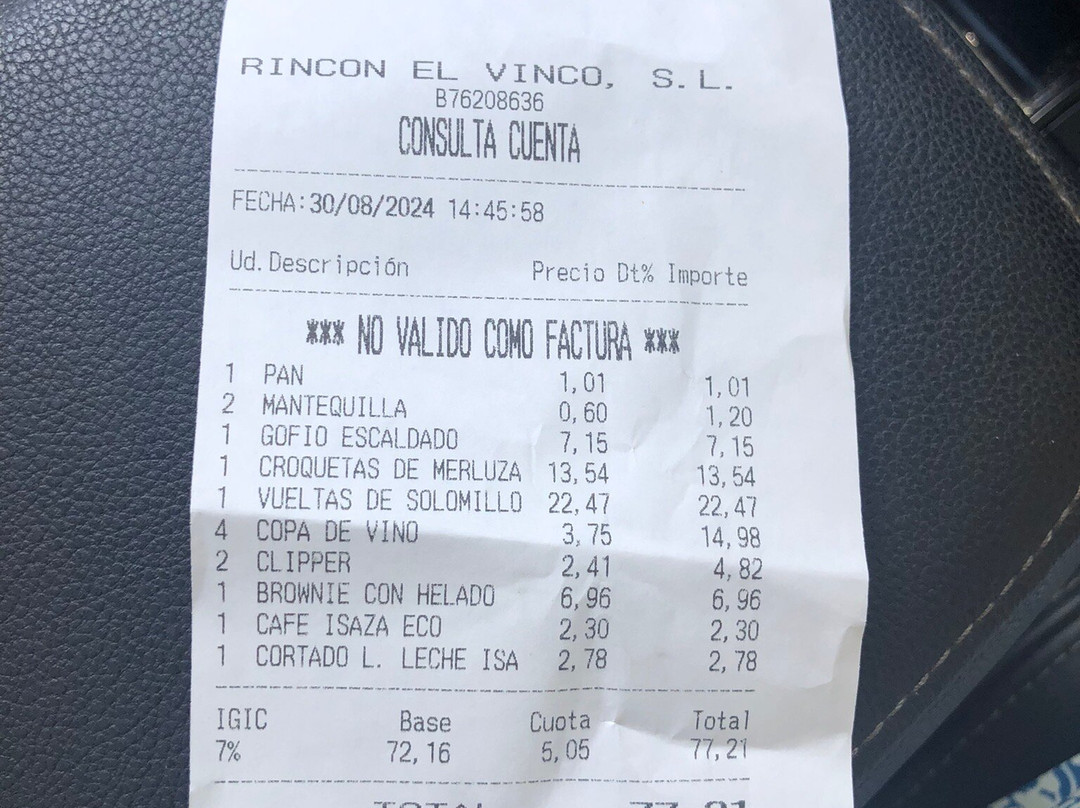 RINCON EL VINCO, S.L.
B76208636
CONSULTA CUENTA
FECHA:30/08/2024 14:45:58
Ud.Descripción Precio Dt% Importe
*** NO VALIDO COMO FACTURA ***
1 PAN 1,01 1,01
2 MANTEQUILLA 0,60 1,20
1 GOFIO ESCALDADO 7,15 7,15
1 CROQUETAS DE MERLUZA 13,54 13,54
1 VUELTAS DE SOLOMILLO 22,47 22,47
4 COPA DE VINO 3,75 14,98
2 CLIPPER 2,41 4,82
1 BROWNIE CON HELADO 6,96 6,96
1 CAFE ISAZA ECO 2,30 2,30
1 CORTADO L. LECHE ISA 2,78 2,78
IGIC Base Cuota Total
7% 72,16 5,05 77,21
TOTAL 77,21